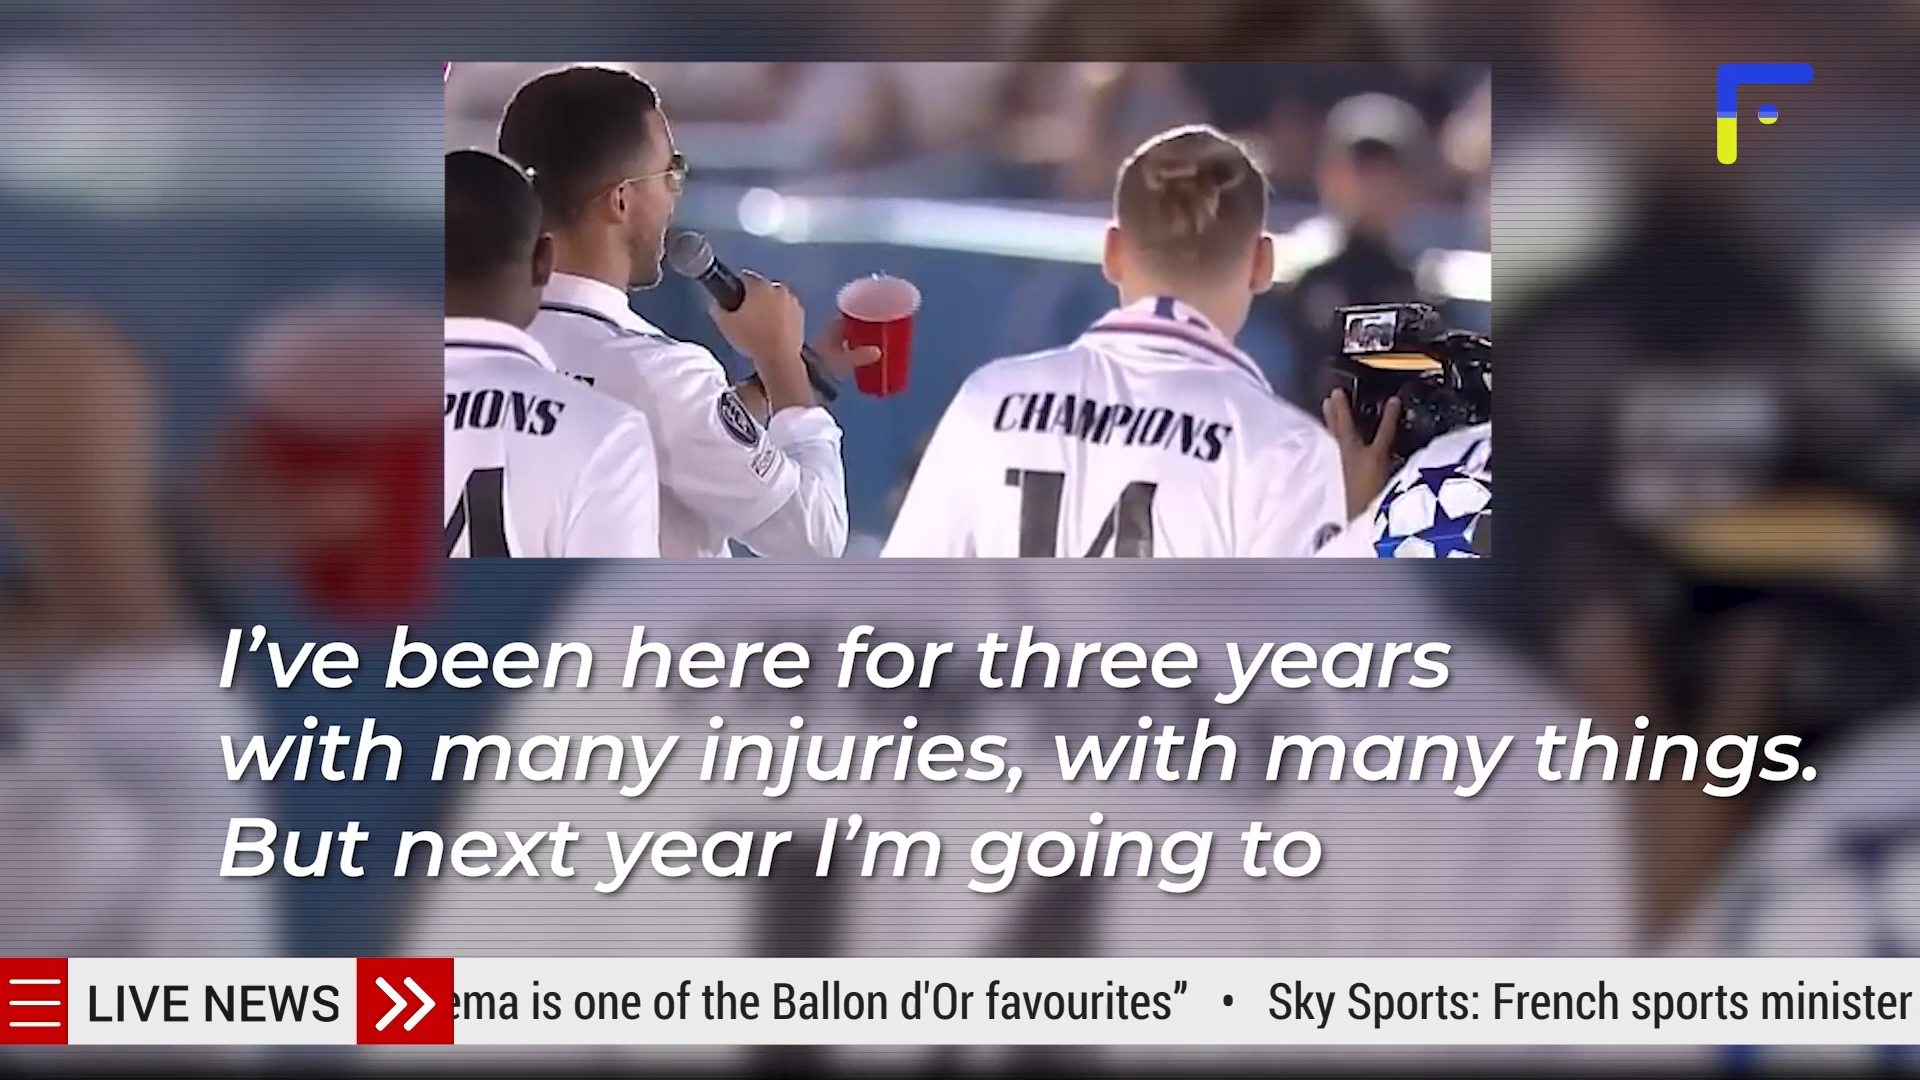 PIONS
4
CHAMPIONS
14
I’ve been here for three years
with many injuries, with many things.
But next year I’m going to
LIVE NEWS
ema is one of the Ballon d'Or favourites” • Sky Sports: French sports minister